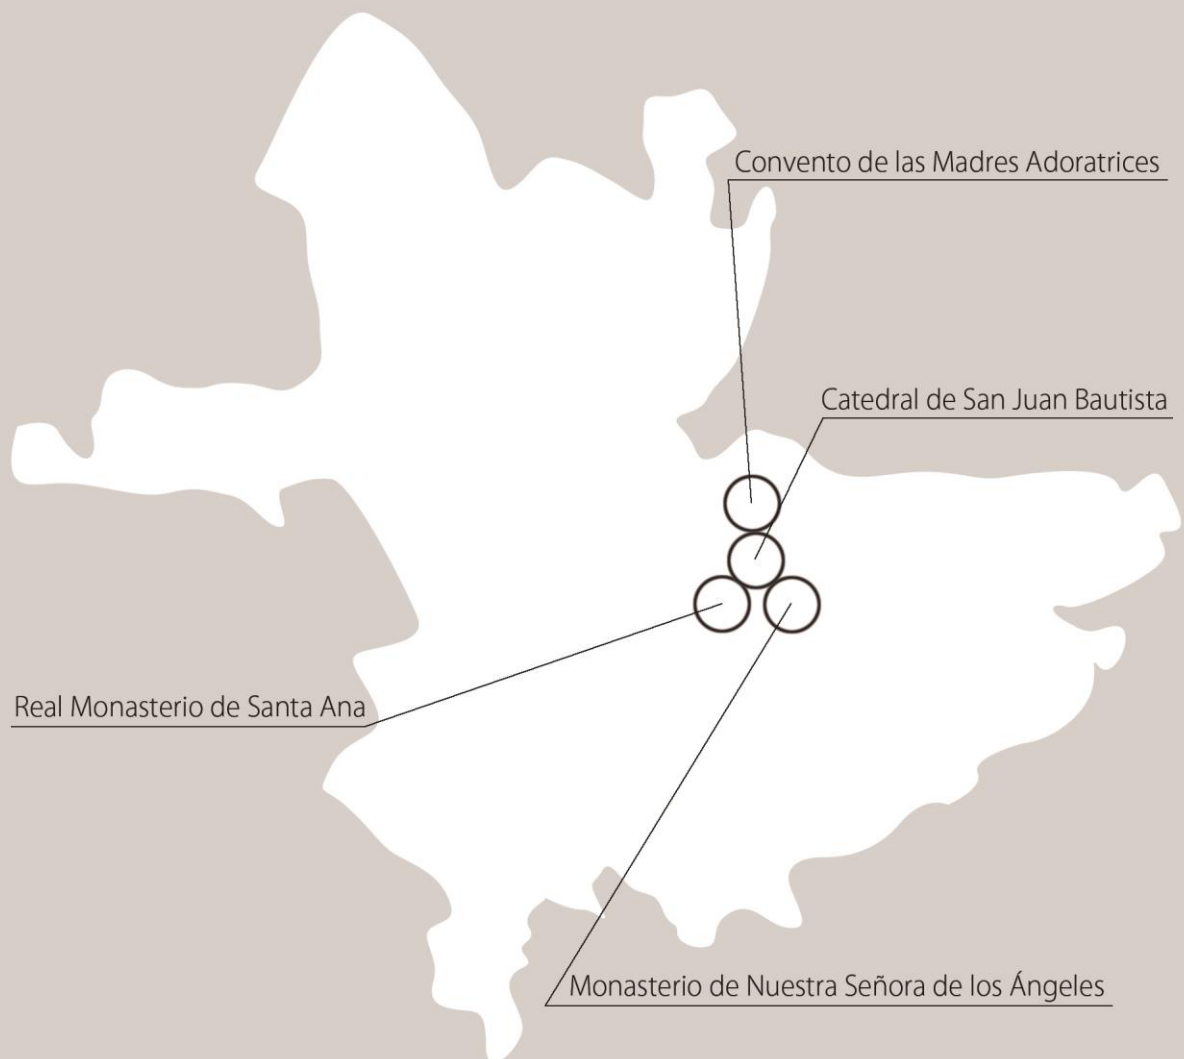 Convento de las Madres Adoratrices
Catedral de San Juan Bautista
Real Monasterio de Santa Ana
Monasterio de Nuestra Señora de los Ángeles